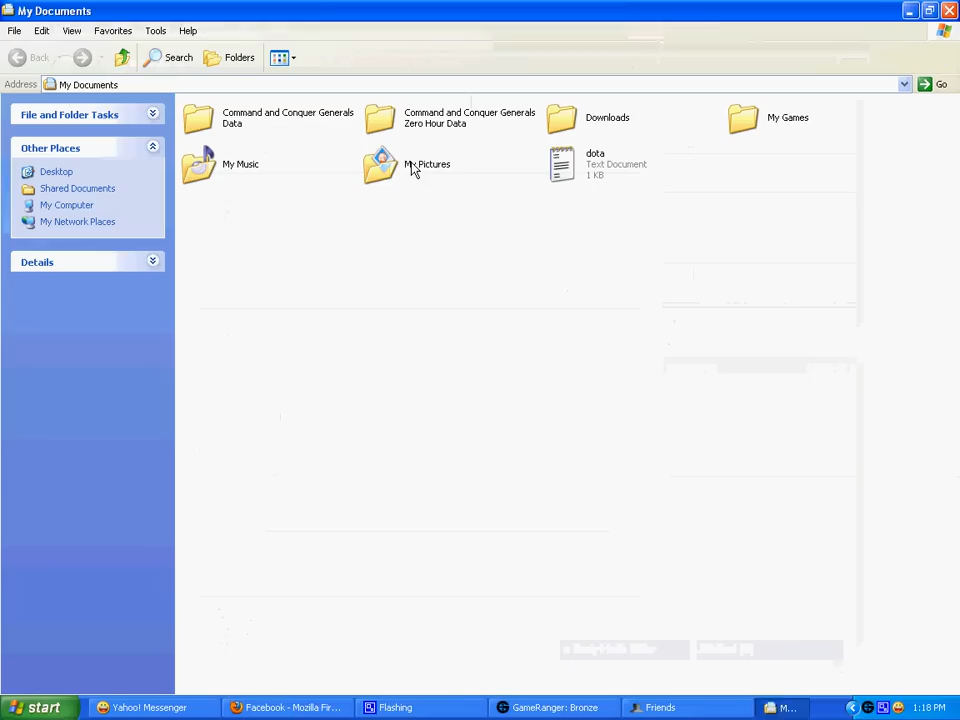 My Documents
File Edit View Favorites Tools Help
Back Search Folders
Address My Documents Go
File and Folder Tasks
Other Places
Desktop
Shared Documents
My Computer
My Network Places
Details
Command and Conquer Generals
Data
Command and Conquer Generals
Zero Hour Data
Downloads
My Games
My Music
My Pictures
dota
Text Document
1 KB
start Yahoo! Messenger Facebook - Mozilla Fir... Flashing GameRanger: Bronze Friends M... 1:18 PM